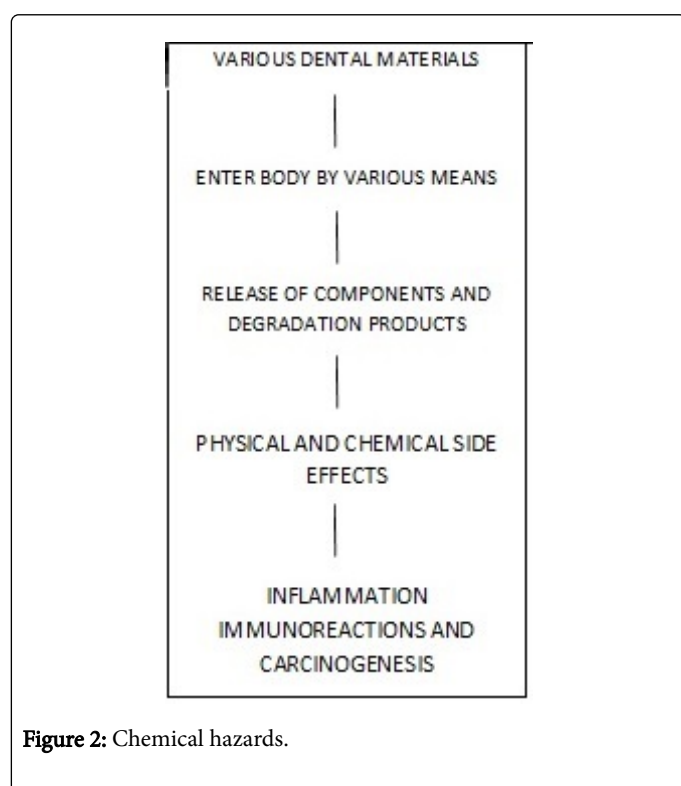 VARIOUS DENTAL MATERIALS
ENTER BODY BY VARIOUS MEANS
RELEASE OF COMPONENTS AND
DEGRADATION PRODUCTS
PHYSICAL AND CHEMICAL SIDE
EFFECTS
INFLAMMATION
IMMUNOREACTIONS AND
CARCINOGENESIS
Figure 2: Chemical hazards.